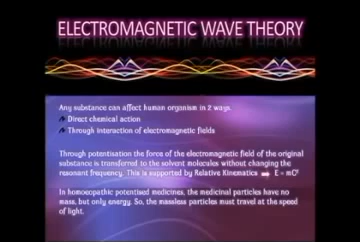 ELECTROMAGNETIC WAVE THEORY
Any substance can affect human organism in 2 ways.
Direct chemical action
Through interaction of electromagnetic fields
Through potentisation the force of the electromagnetic field of the original
substance is transferred to the solvent molecules without changing the
resonant frequency. This is supported by Relative Kinematics ➡ E = mC²
In homoeopathic potentised medicines, the medicinal particles have no
mass, but only energy. So, the massless particles must travel at the speed
of light.